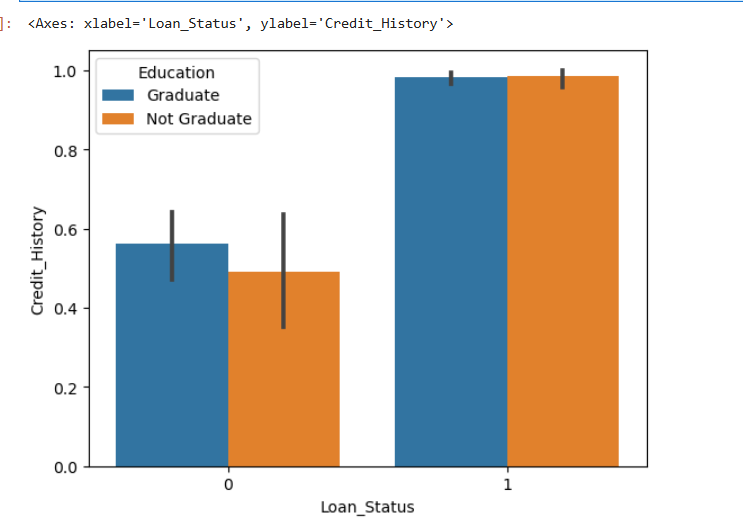 ]: <Axes: xlabel='Loan_Status', ylabel='Credit_History'>
Education
Graduate
Not Graduate
1.0
0.8
0.6
0.4
0.2
0.0
Credit_History
0 1
Loan_Status